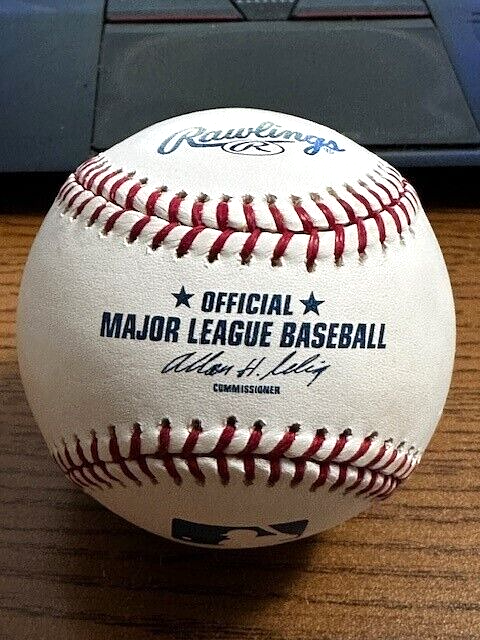 Rawlings
R
★ OFFICIAL ★
MAJOR LEAGUE BASEBALL
Allan H. Selig
COMMISSIONER